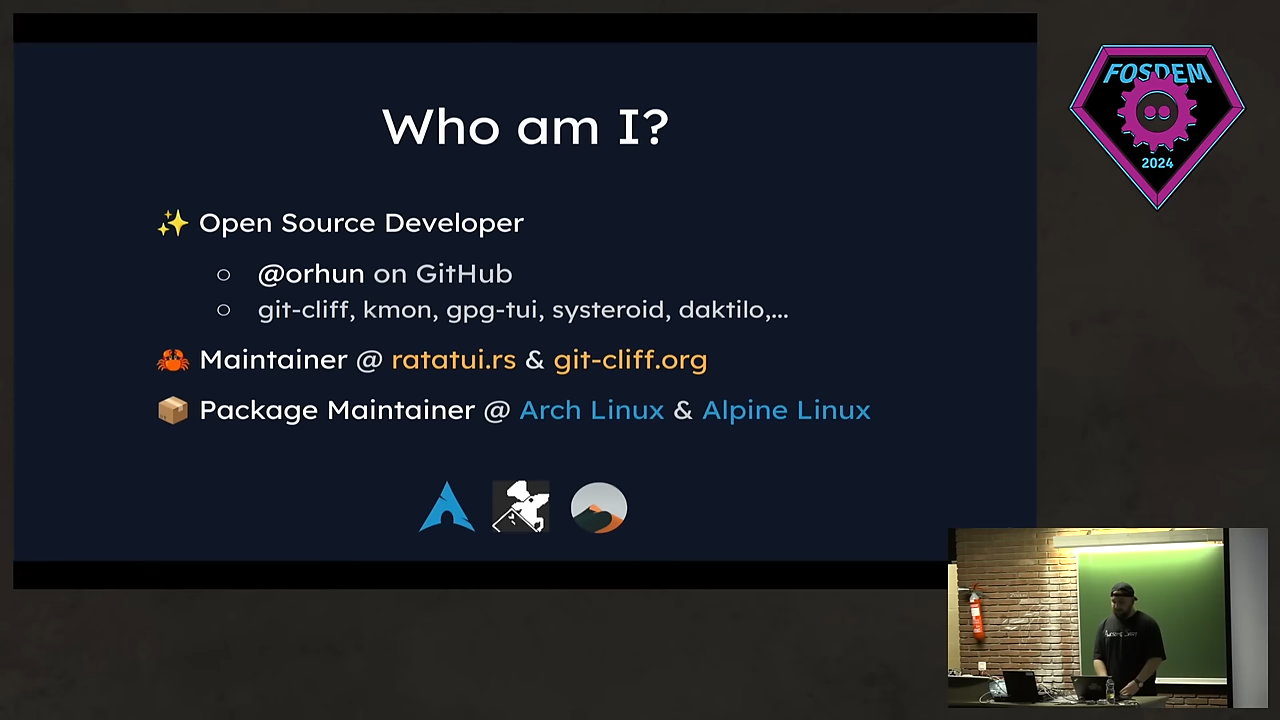 Who am I?
✨ Open Source Developer
○ @orhun on GitHub
○ git-cliff, kmon, gpg-tui, systeroid, daktilo,...
🦀 Maintainer @ ratatui.rs & git-cliff.org
📦 Package Maintainer @ Arch Linux & Alpine Linux
FOSDEM
2024